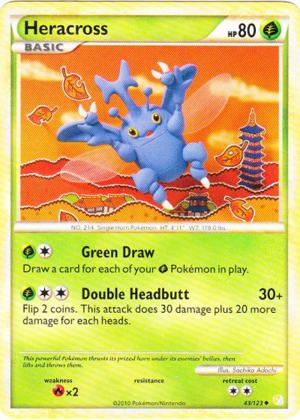 Heracross
HP 80
BASIC
NO. 214 Single Horn Pokémon HT. 4'11" WT. 119.0 lbs.
Green Draw
Draw a card for each of your Pokémon in play.
Double Headbutt 30+
Flip 2 coins. This attack does 30 damage plus 20
more damage for each heads.
This powerful Pokémon thrusts its prized horn under its enemies' bellies, then
lifts and throws them.
weakness resistance retreat cost
×2
Illus. Sachiko Adachi
©2010 Pokémon/Nintendo 43/123